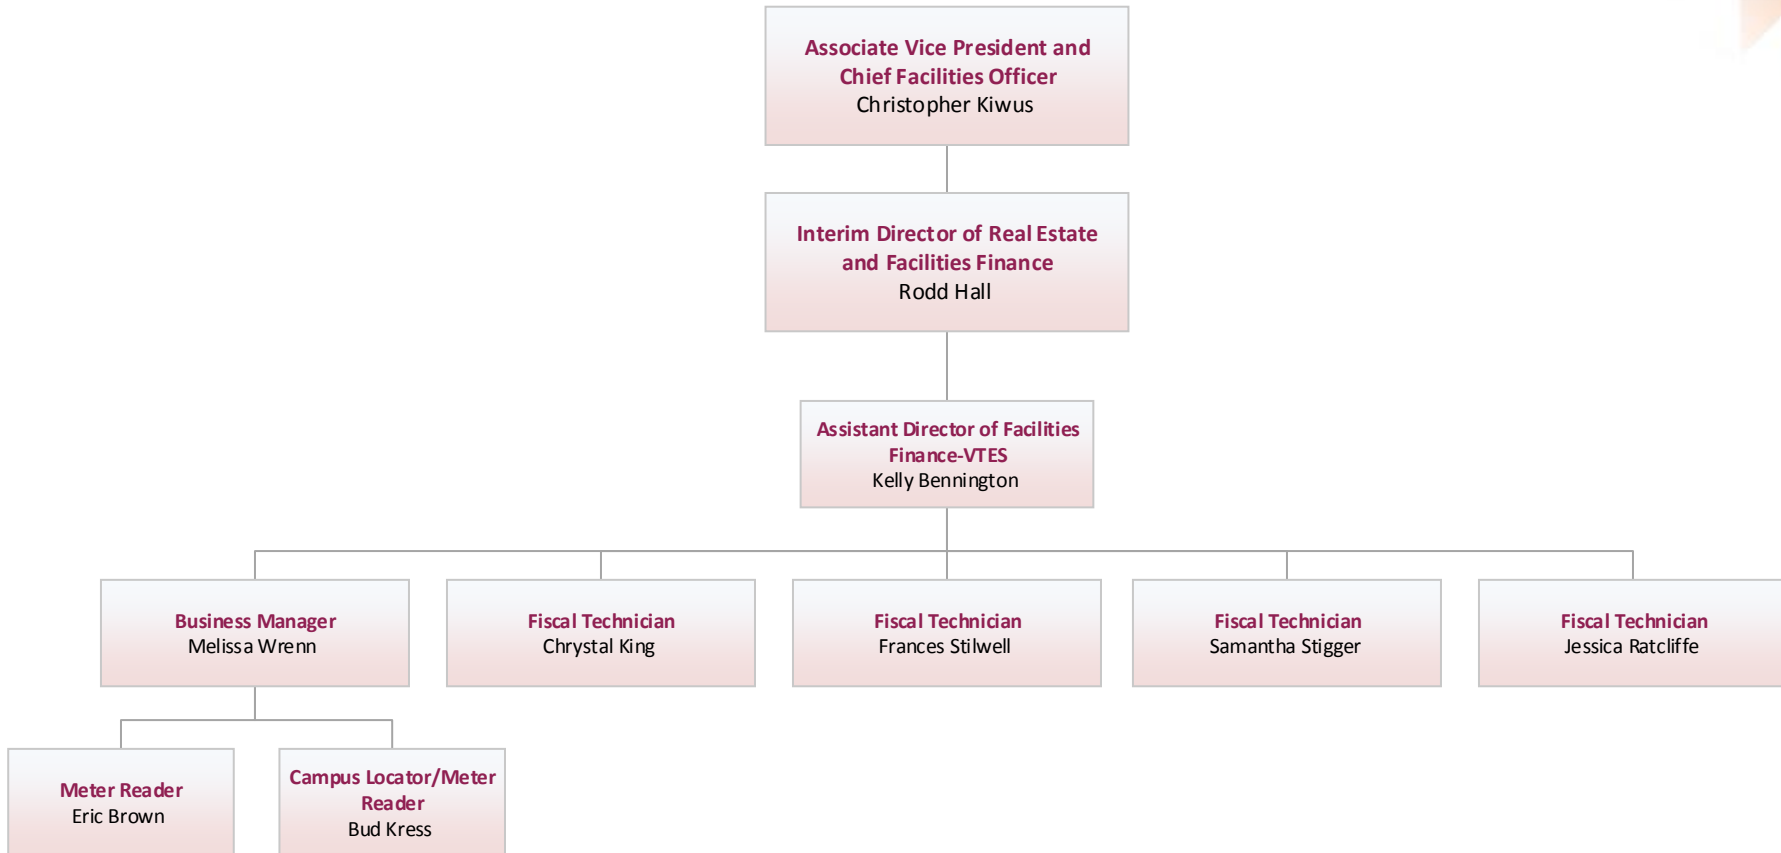 Associate Vice President and
Chief Facilities Officer
Christopher Kiwus
Interim Director of Real Estate
and Facilities Finance
Rodd Hall
Assistant Director of Facilities
Finance-VTES
Kelly Bennington
Business Manager
Melissa Wrenn
Fiscal Technician
Chrystal King
Fiscal Technician
Frances Stilwell
Fiscal Technician
Samantha Stigger
Fiscal Technician
Jessica Ratcliffe
Meter Reader
Eric Brown
Campus Locator/Meter
Reader
Bud Kress